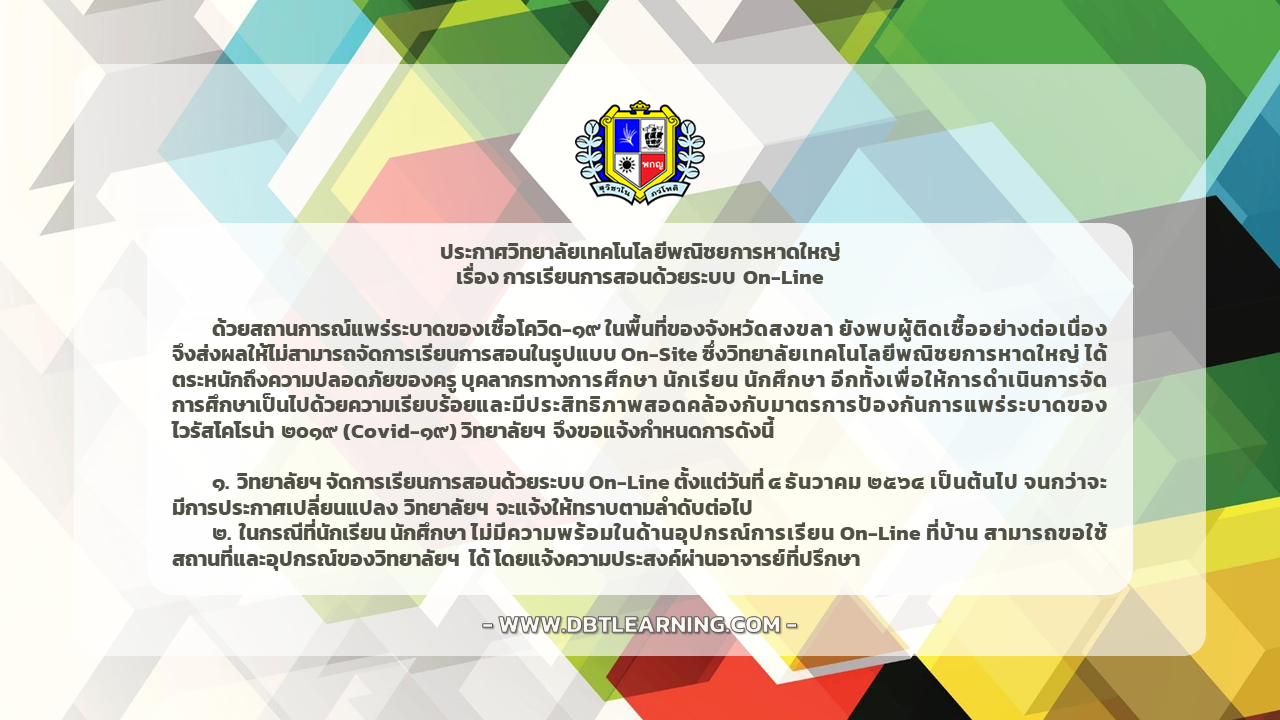 พกญ
สุวิชาโน ภวํโหติ
ประกาศวิทยาลัยเทคโนโลยีพณิชยการหาดใหญ่
เรื่อง การเรียนการสอนด้วยระบบ On-Line
ด้วยสถานการณ์แพร่ระบาดของเชื้อโควิด-๑๙ ในพื้นที่ของจังหวัดสงขลา ยังพบผู้ติดเชื้ออย่างต่อเนื่อง
จึงส่งผลให้ไม่สามารถจัดการเรียนการสอนในรูปแบบ On-Site ซึ่งวิทยาลัยเทคโนโลยีพณิชยการหาดใหญ่ ได้
ตระหนักถึงความปลอดภัยของครู บุคลากรทางการศึกษา นักเรียน นักศึกษา อีกทั้งเพื่อให้การดำเนินการจัด
การศึกษาเป็นไปด้วยความเรียบร้อยและมีประสิทธิภาพสอดคล้องกับมาตรการป้องกันการแพร่ระบาดของ
ไวรัสโคโรน่า ๒๐๑๙ (Covid-๑๙) วิทยาลัยฯ จึงขอแจ้งกำหนดการดังนี้
๑. วิทยาลัยฯ จัดการเรียนการสอนด้วยระบบ On-Line ตั้งแต่วันที่ ๔ ธันวาคม ๒๕๖๔ เป็นต้นไป จนกว่าจะ
มีการประกาศเปลี่ยนแปลง วิทยาลัยฯ จะแจ้งให้ทราบตามลำดับต่อไป
๒. ในกรณีที่นักเรียน นักศึกษา ไม่มีความพร้อมในด้านอุปกรณ์การเรียน On-Line ที่บ้าน สามารถขอใช้
สถานที่และอุปกรณ์ของวิทยาลัยฯ ได้ โดยแจ้งความประสงค์ผ่านอาจารย์ที่ปรึกษา
- WWW.DBTLEARNING.COM -